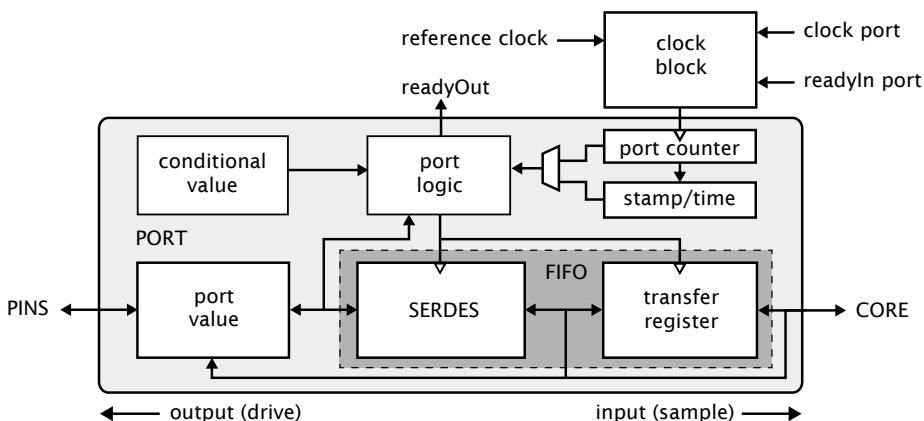 reference clock
clock
block
clock port
readyIn port
readyOut
conditional
value
port
logic
port counter
stamp/time
PORT
FIFO
PINS
port
value
SERDES
transfer
register
CORE
output (drive)
input (sample)